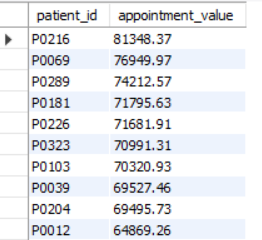 patient_id appointment_value
P0216 81348.37
P0069 76949.97
P0289 74212.57
P0181 71795.63
P0226 71681.91
P0323 70991.31
P0103 70320.93
P0039 69527.46
P0204 69495.73
P0012 64869.26